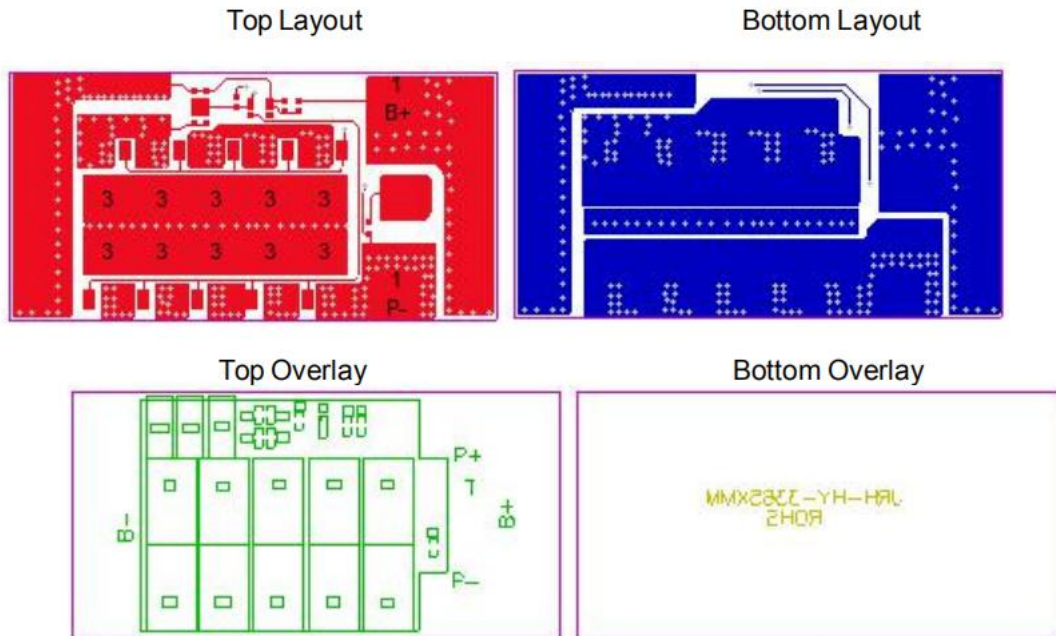 Top Layout
Bottom Layout
1
B+
3 3 3 3 3
3 3 3 3 3
1
P-
Top Overlay
Bottom Overlay
P+
B-
B+
P-
JRH-HY-3365XMM
ROHS